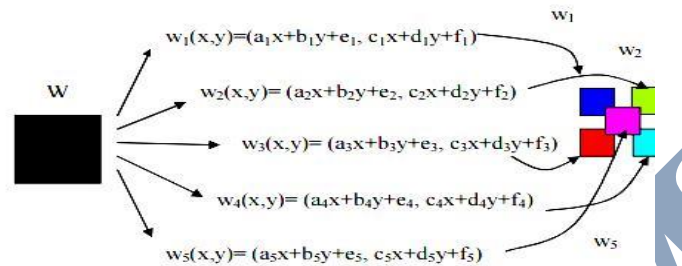 w₁
w₁(x,y)=(a₁x+b₁y+e₁, c₁x+d₁y+f₁)
w₂
W
w₂(x,y)= (a₂x+b₂y+e₂, c₂x+d₂y+f₂)
w₃(x,y)= (a₃x+b₃y+e₃, c₃x+d₃y+f₃)
w₄(x,y)= (a₄x+b₄y+e₄, c₄x+d₄y+f₄)
w₅
w₅(x,y)= (a₅x+b₅y+e₅, c₅x+d₅y+f₅)